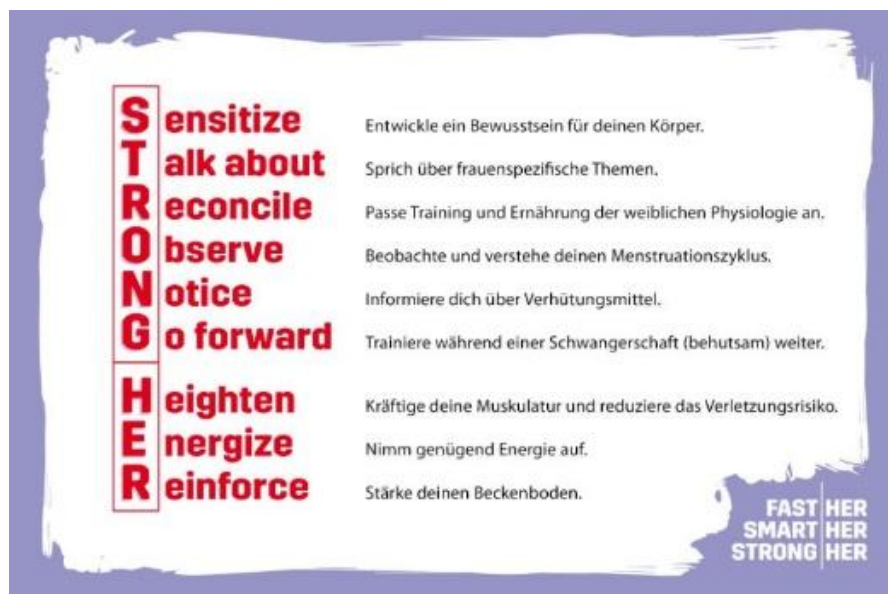 Sensitize Entwickle ein Bewusstsein für deinen Körper.
Talk about Sprich über frauenspezifische Themen.
Reconcile Passe Training und Ernährung der weiblichen Physiologie an.
Observe Beobachte und verstehe deinen Menstruationszyklus.
Notice Informiere dich über Verhütungsmittel.
Go forward Trainiere während einer Schwangerschaft (behutsam) weiter.
Heighten Kräftige deine Muskulatur und reduziere das Verletzungsrisiko.
Energize Nimm genügend Energie auf.
Reinforce Stärke deinen Beckenboden.
FAST HER
SMART HER
STRONG HER